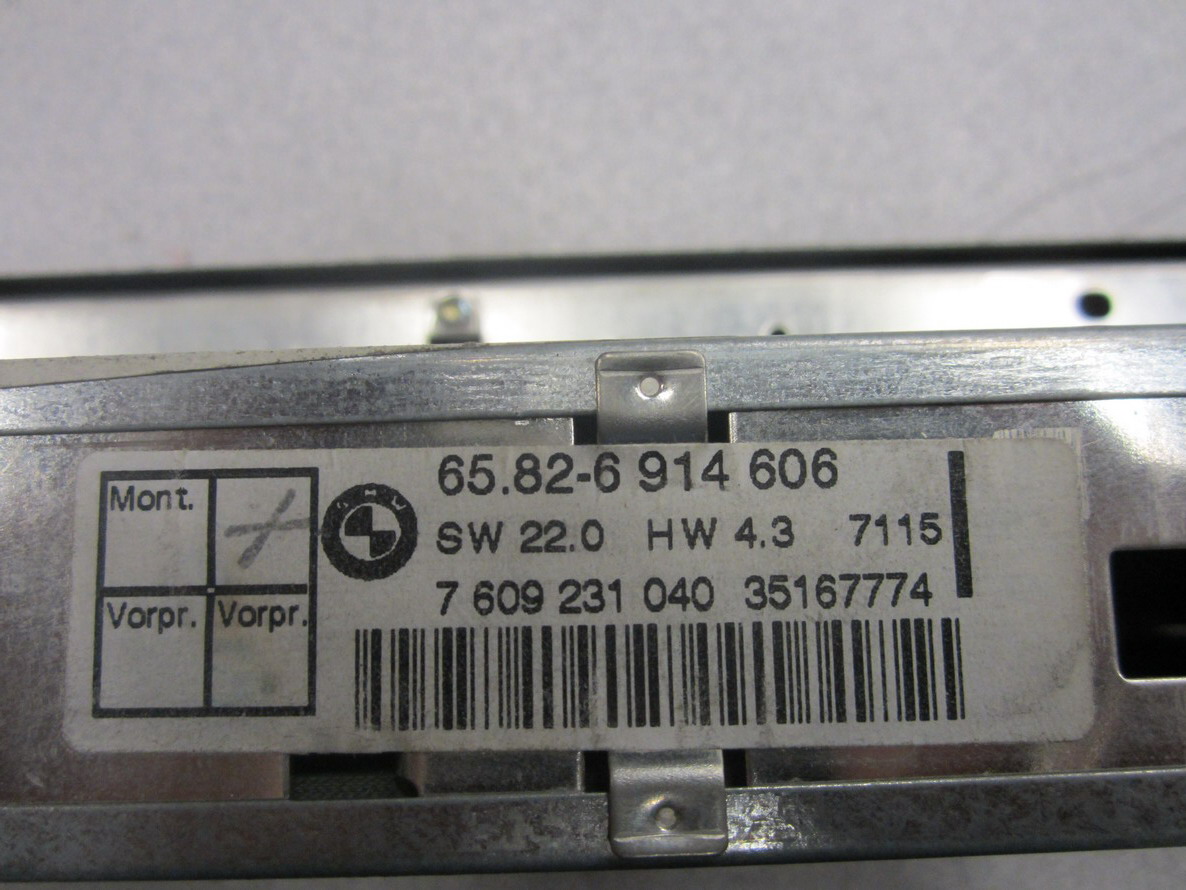 Mont.
Vorpr. Vorpr.
BMW
65.82-6 914 606
SW 22.0 HW 4.3 7115
7 609 231 040 35167774